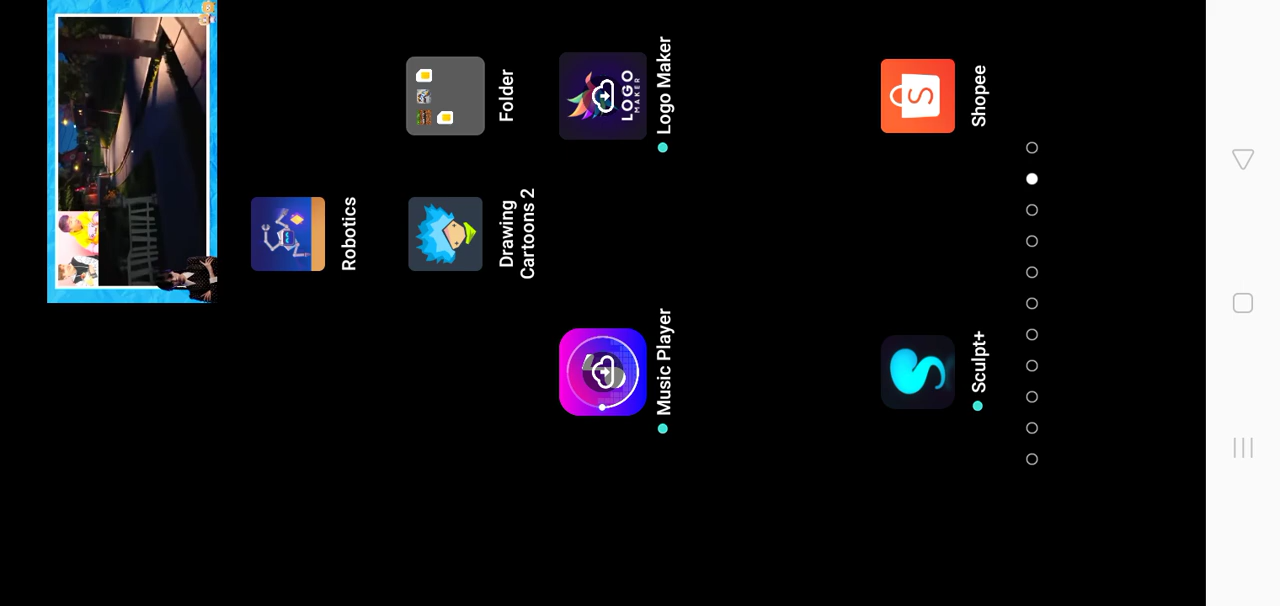 Robotics
Drawing
Cartoons 2
Folder
Music Player
LOGO
MAKER
Logo Maker
Sculpt+
S
Shopee